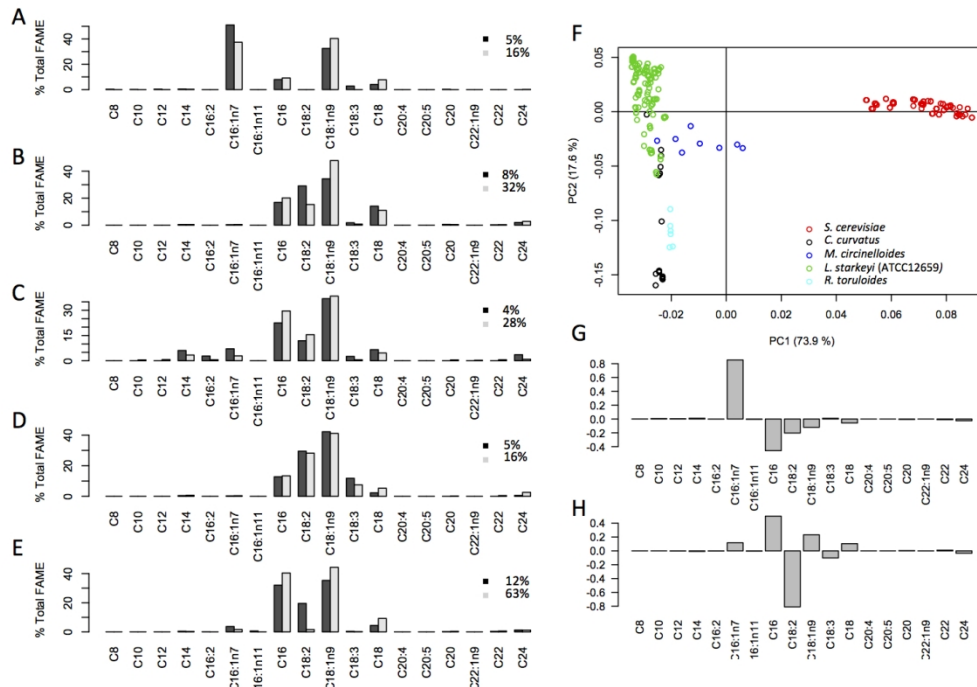 A
% Total FAME
40
20
0
5%
16%
C8
C10
C12
C14
C16:2
C16:1n7
C16:1n11
C16
C18:2
C18:1n9
C18:3
C18
C20:4
C20:5
C20
C22:1n9
C22
C24
B
% Total FAME
40
20
0
8%
32%
C8
C10
C12
C14
C16:2
C16:1n7
C16:1n11
C16
C18:2
C18:1n9
C18:3
C18
C20:4
C20:5
C20
C22:1n9
C22
C24
C
% Total FAME
30
10
0
4%
28%
C8
C10
C12
C14
C16:2
C16:1n7
C16:1n11
C16
C18:2
C18:1n9
C18:3
C18
C20:4
C20:5
C20
C22:1n9
C22
C24
D
% Total FAME
40
20
0
5%
16%
C8
C10
C12
C14
C16:2
C16:1n7
C16:1n11
C16
C18:2
C18:1n9
C18:3
C18
C20:4
C20:5
C20
C22:1n9
C22
C24
E
% Total FAME
40
20
0
12%
63%
C8
C10
C12
C14
C16:2
C16:1n7
C16:1n11
C16
C18:2
C18:1n9
C18:3
C18
C20:4
C20:5
C20
C22:1n9
C22
C24
F
PC2 (17.6 %)
0.05
0.00
-0.05
-0.10
-0.15
S. cerevisiae
C. curvatus
M. circinelloides
L. starkeyi (ATCC12659)
R. toruloides
-0.02
0.00
0.02
0.04
0.06
0.08
PC1 (73.9 %)
G
0.8
0.6
0.4
0.2
0.0
-0.2
-0.4
C8
C10
C12
C14
C16:2
C16:1n7
C16:1n11
C16
C18:2
C18:1n9
C18:3
C18
C20:4
C20:5
C20
C22:1n9
C22
C24
H
0.4
0.2
0.0
-0.2
-0.4
-0.6
-0.8
C8
C10
C12
C14
C16:2
C16:1n7
16:1n11
C16
C18:2
C18:1n9
C18:3
C18
C20:4
C20:5
C20
C22:1n9
C22
C24